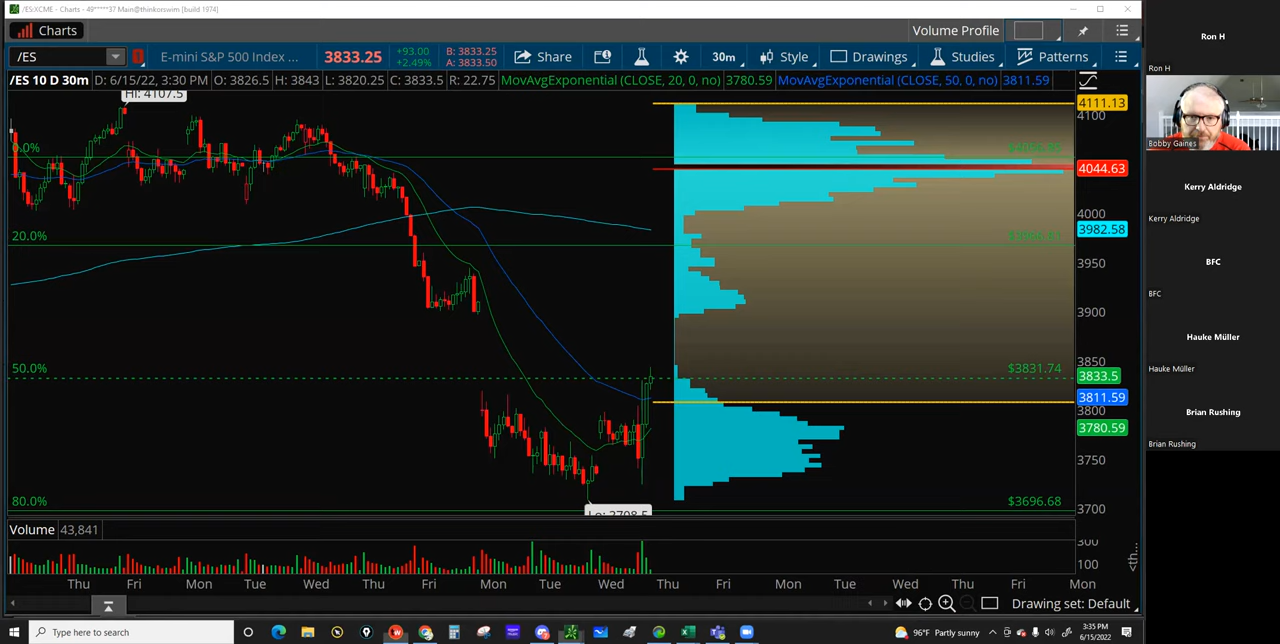 /ES:XCME - Charts - 49*****37 Main@thinkorswim [build 1974]
Charts
Volume Profile
/ES
E-mini S&P 500 Index ...
3833.25
+93.00
+2.49%
B: 3833.25
A: 3833.50
Share
30m
Style
Drawings
Studies
Patterns
/ES 10 D 30m
D: 6/15/22, 3:30 PM
O: 3826.5
H: 3843
L: 3820.25
C: 3833.5
R: 22.75
MovAvgExponential (CLOSE, 20, 0, no)
3780.59
MovAvgExponential (CLOSE, 50, 0, no)
3811.59
Hi: 4107.5
4111.13
4100
0.0%
4044.63
4000
3982.58
20.0%
3950
3900
50.0%
$3831.74
3850
3833.5
3811.59
3800
3780.59
3750
80.0%
$3696.68
3700
Lo: 3708.5
Volume
43,841
300
100
<th...
Thu
Fri
Mon
Tue
Wed
Thu
Fri
Mon
Tue
Wed
Thu
Fri
Mon
Tue
Wed
Thu
Fri
Mon
Drawing set: Default
Type here to search
96°F Partly sunny
3:35 PM
6/15/2022
Ron H
Ron H
Bobby Gaines
Kerry Aldridge
Kerry Aldridge
BFC
BFC
Hauke Müller
Hauke Müller
Brian Rushing
Brian Rushing